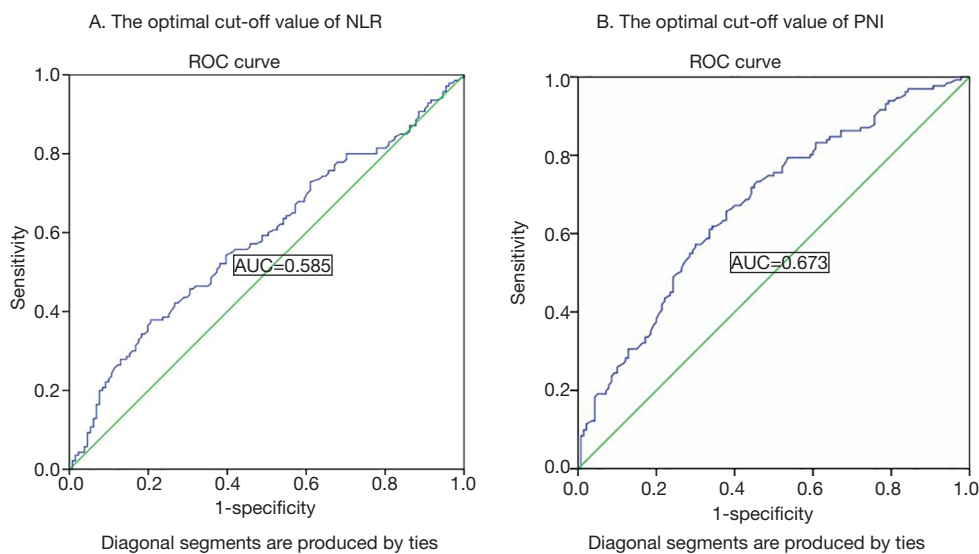 A. The optimal cut-off value of NLR
ROC curve
1.0
0.8
0.6
0.4
0.2
0.0
Sensitivity
AUC=0.585
0.0 0.2 0.4 0.6 0.8 1.0
1-specificity
Diagonal segments are produced by ties
B. The optimal cut-off value of PNI
ROC curve
1.0
0.8
0.6
0.4
0.2
0.0
Sensitivity
AUC=0.673
0.0 0.2 0.4 0.6 0.8 1.0
1-specificity
Diagonal segments are produced by ties